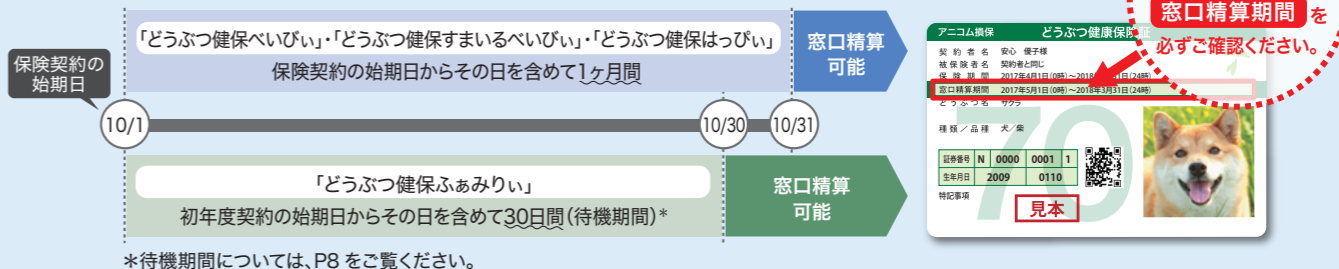 「どうぶつ健保べいびぃ」・「どうぶつ健保すまいるべいびぃ」・「どうぶつ健保はっぴぃ」
保険契約の始期日からその日を含めて1ヶ月間
窓口精算
可能
保険契約の
始期日
10/1
10/30
10/31
「どうぶつ健保ふぁみりぃ」
初年度契約の始期日からその日を含めて30日間(待機期間)*
窓口精算
可能
*待機期間については、P8 をご覧ください。
窓口精算期間 を
必ずご確認ください。
アニコム損保 どうぶつ健康保険証
契約者名 安心 優子様
被保険者名 契約者と同じ
保険期間 2017年4月1日(0時)~2018 1日(24時)
窓口精算期間 2017年5月1日(0時)~2018年3月31日(24時)
どうぶつ名 サクラ
種類/品種 犬/柴
70
証券番号 N 0000 0001 1
生年月日 2009 0110
特記事項
見本